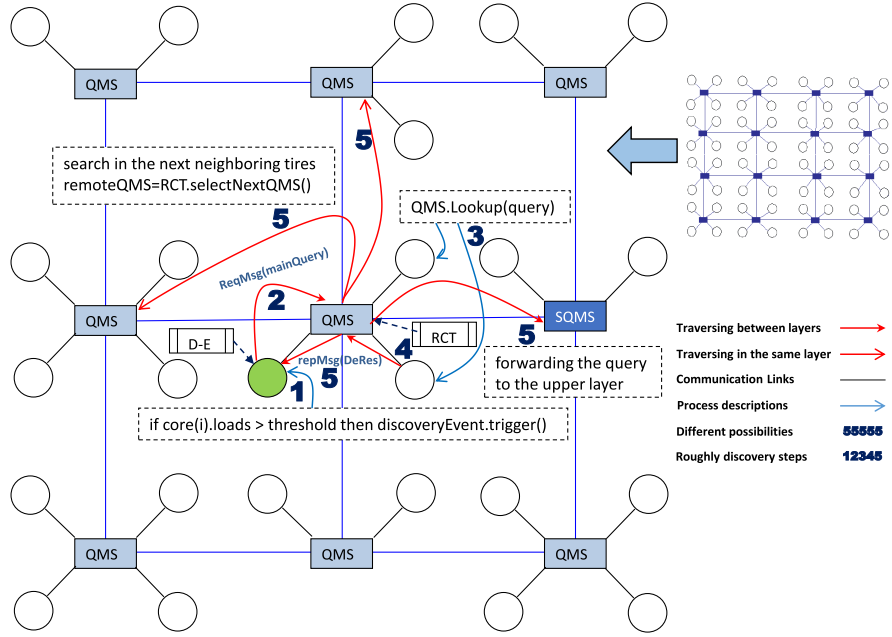 QMS
QMS
QMS
5
search in the next neighboring tires
remoteQMS=RCT.selectNextQMS()
QMS.Lookup(query)
5
3
ReqMsg(mainQuery)
2
QMS
QMS
SQMS
D-E
RCT
5
4
repMsg(DeRes)
5
1
forwarding the query
to the upper layer
if core(i).loads > threshold then discoveryEvent.trigger()
QMS
QMS
QMS
Traversing between layers
Traversing in the same layer
Communication Links
Process descriptions
Different possibilities 55555
Roughly discovery steps 12345